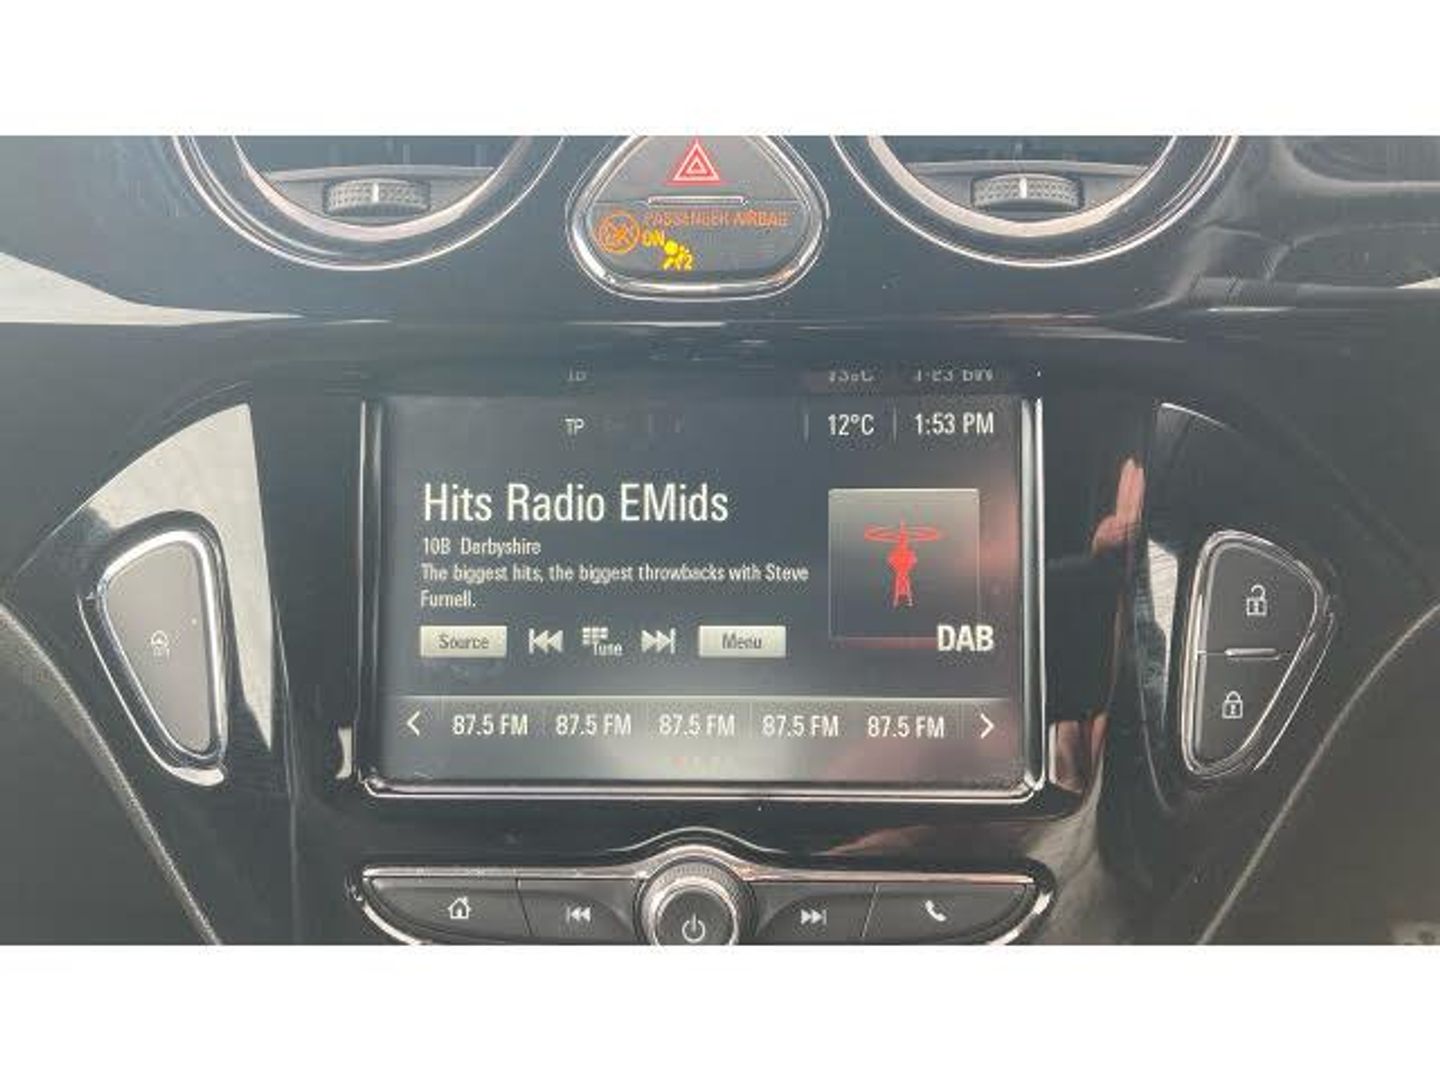 PASSENGER AIRBAG
ON
2
TP
12°C
1:53 PM
Hits Radio EMids
10B Derbyshire
The biggest hits, the biggest throwbacks with Steve
Furnell.
Source
Tune
Menu
DAB
87.5 FM 87.5 FM 87.5 FM 87.5 FM 87.5 FM